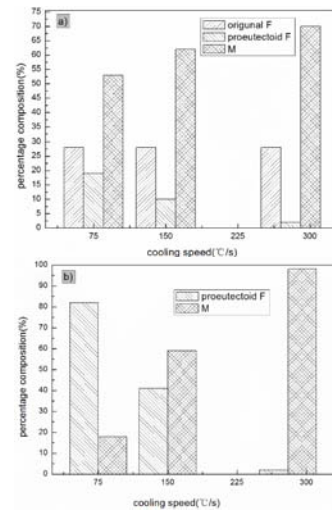 a)
origunal F
proeutectoid F
M
percentage composition(%)
75
70
65
60
55
50
45
40
35
30
25
20
15
10
5
0
75 150 225 300
cooling speed(℃/s)
b)
proeutectoid F
M
percentage composition(%)
100
90
80
70
60
50
40
30
20
10
0
75 150 225 300
cooling speed(℃/s)